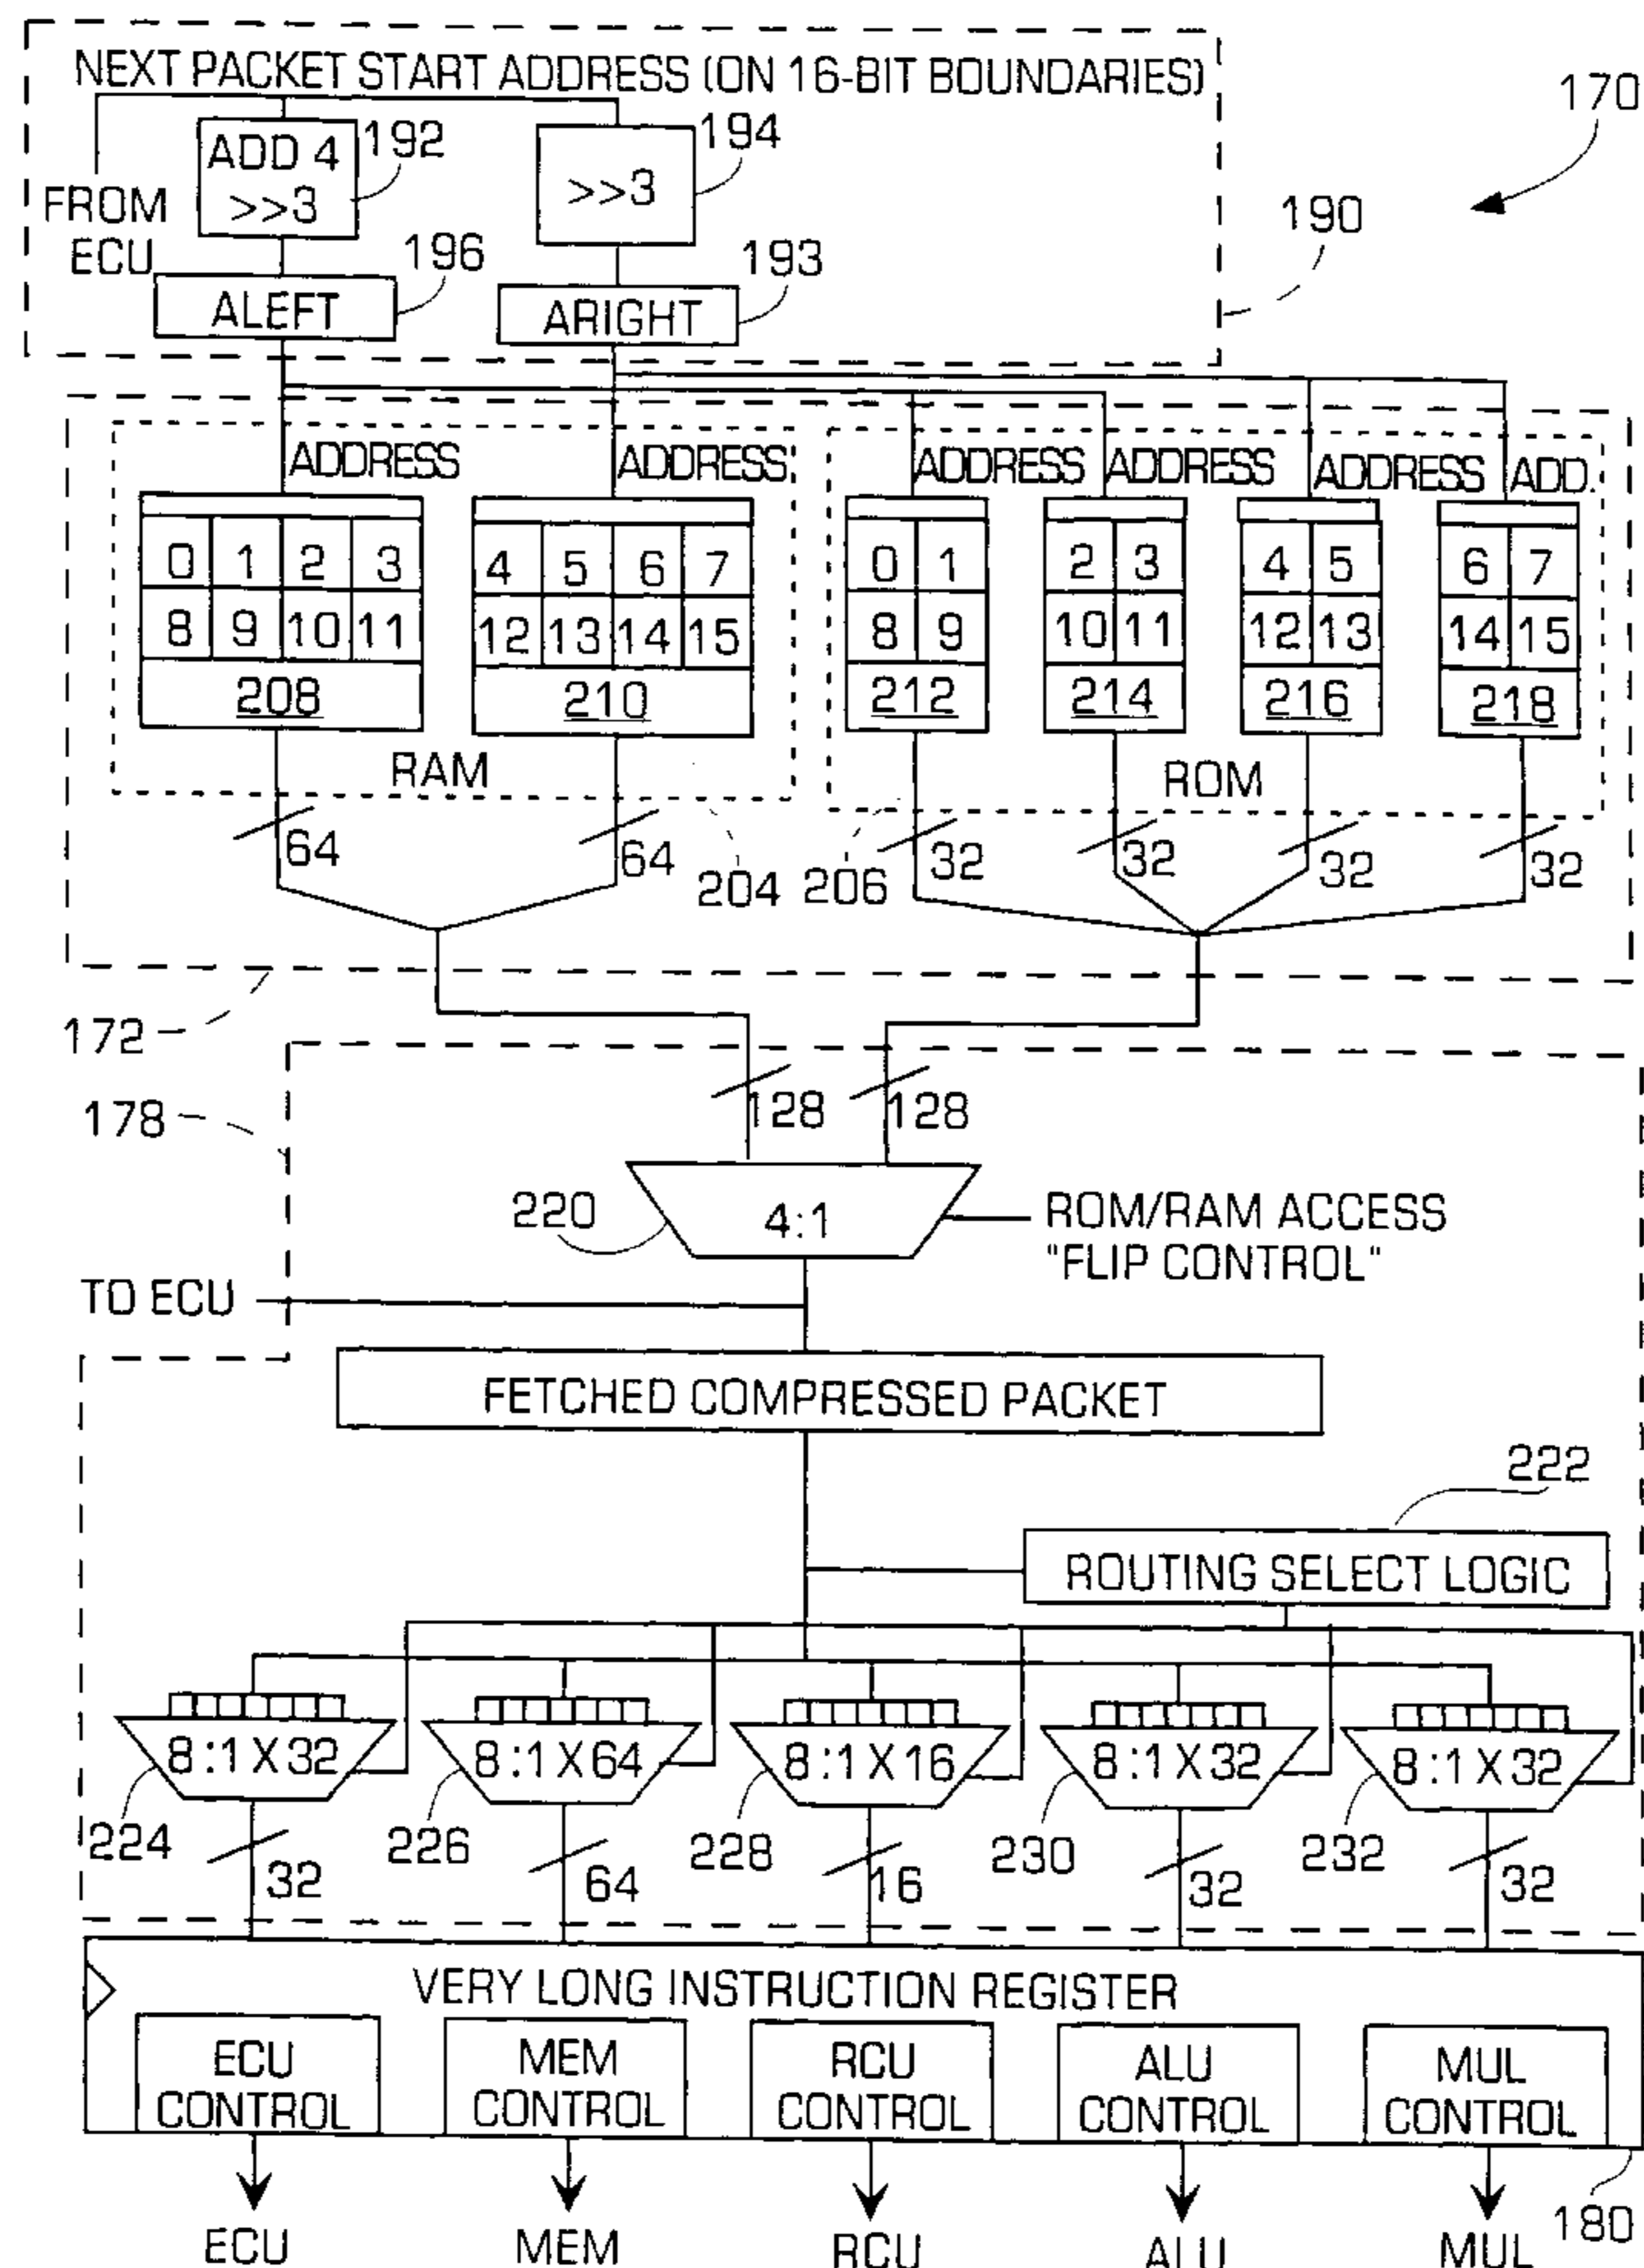 NEXT PACKET START ADDRESS (ON 16-BIT BOUNDARIES)
170
ADD 4
>>3
192
>>3
194
FROM
ECU
190
196
193
ALEFT
ARIGHT
ADDRESS
ADDRESS
ADDRESS
ADDRESS
ADDRESS
ADD.
0 1 2 3
4 5 6 7
0 1
2 3
4 5
6 7
8 9 10 11
12 13 14 15
8 9
10 11
12 13
14 15
208
210
212
214
216
218
RAM
ROM
64
64
32
32
32
32
204
206
172
178
128
128
220
4:1
ROM/RAM ACCESS
"FLIP CONTROL"
TO ECU
FETCHED COMPRESSED PACKET
222
ROUTING SELECT LOGIC
8:1 X 32
8:1 X 64
8:1 X 16
8:1 X 32
8:1 X 32
224
226
228
230
232
32
64
16
32
32
VERY LONG INSTRUCTION REGISTER
ECU
CONTROL
MEM
CONTROL
RCU
CONTROL
ALU
CONTROL
MUL
CONTROL
180
ECU
MEM
RCU
ALU
MUL